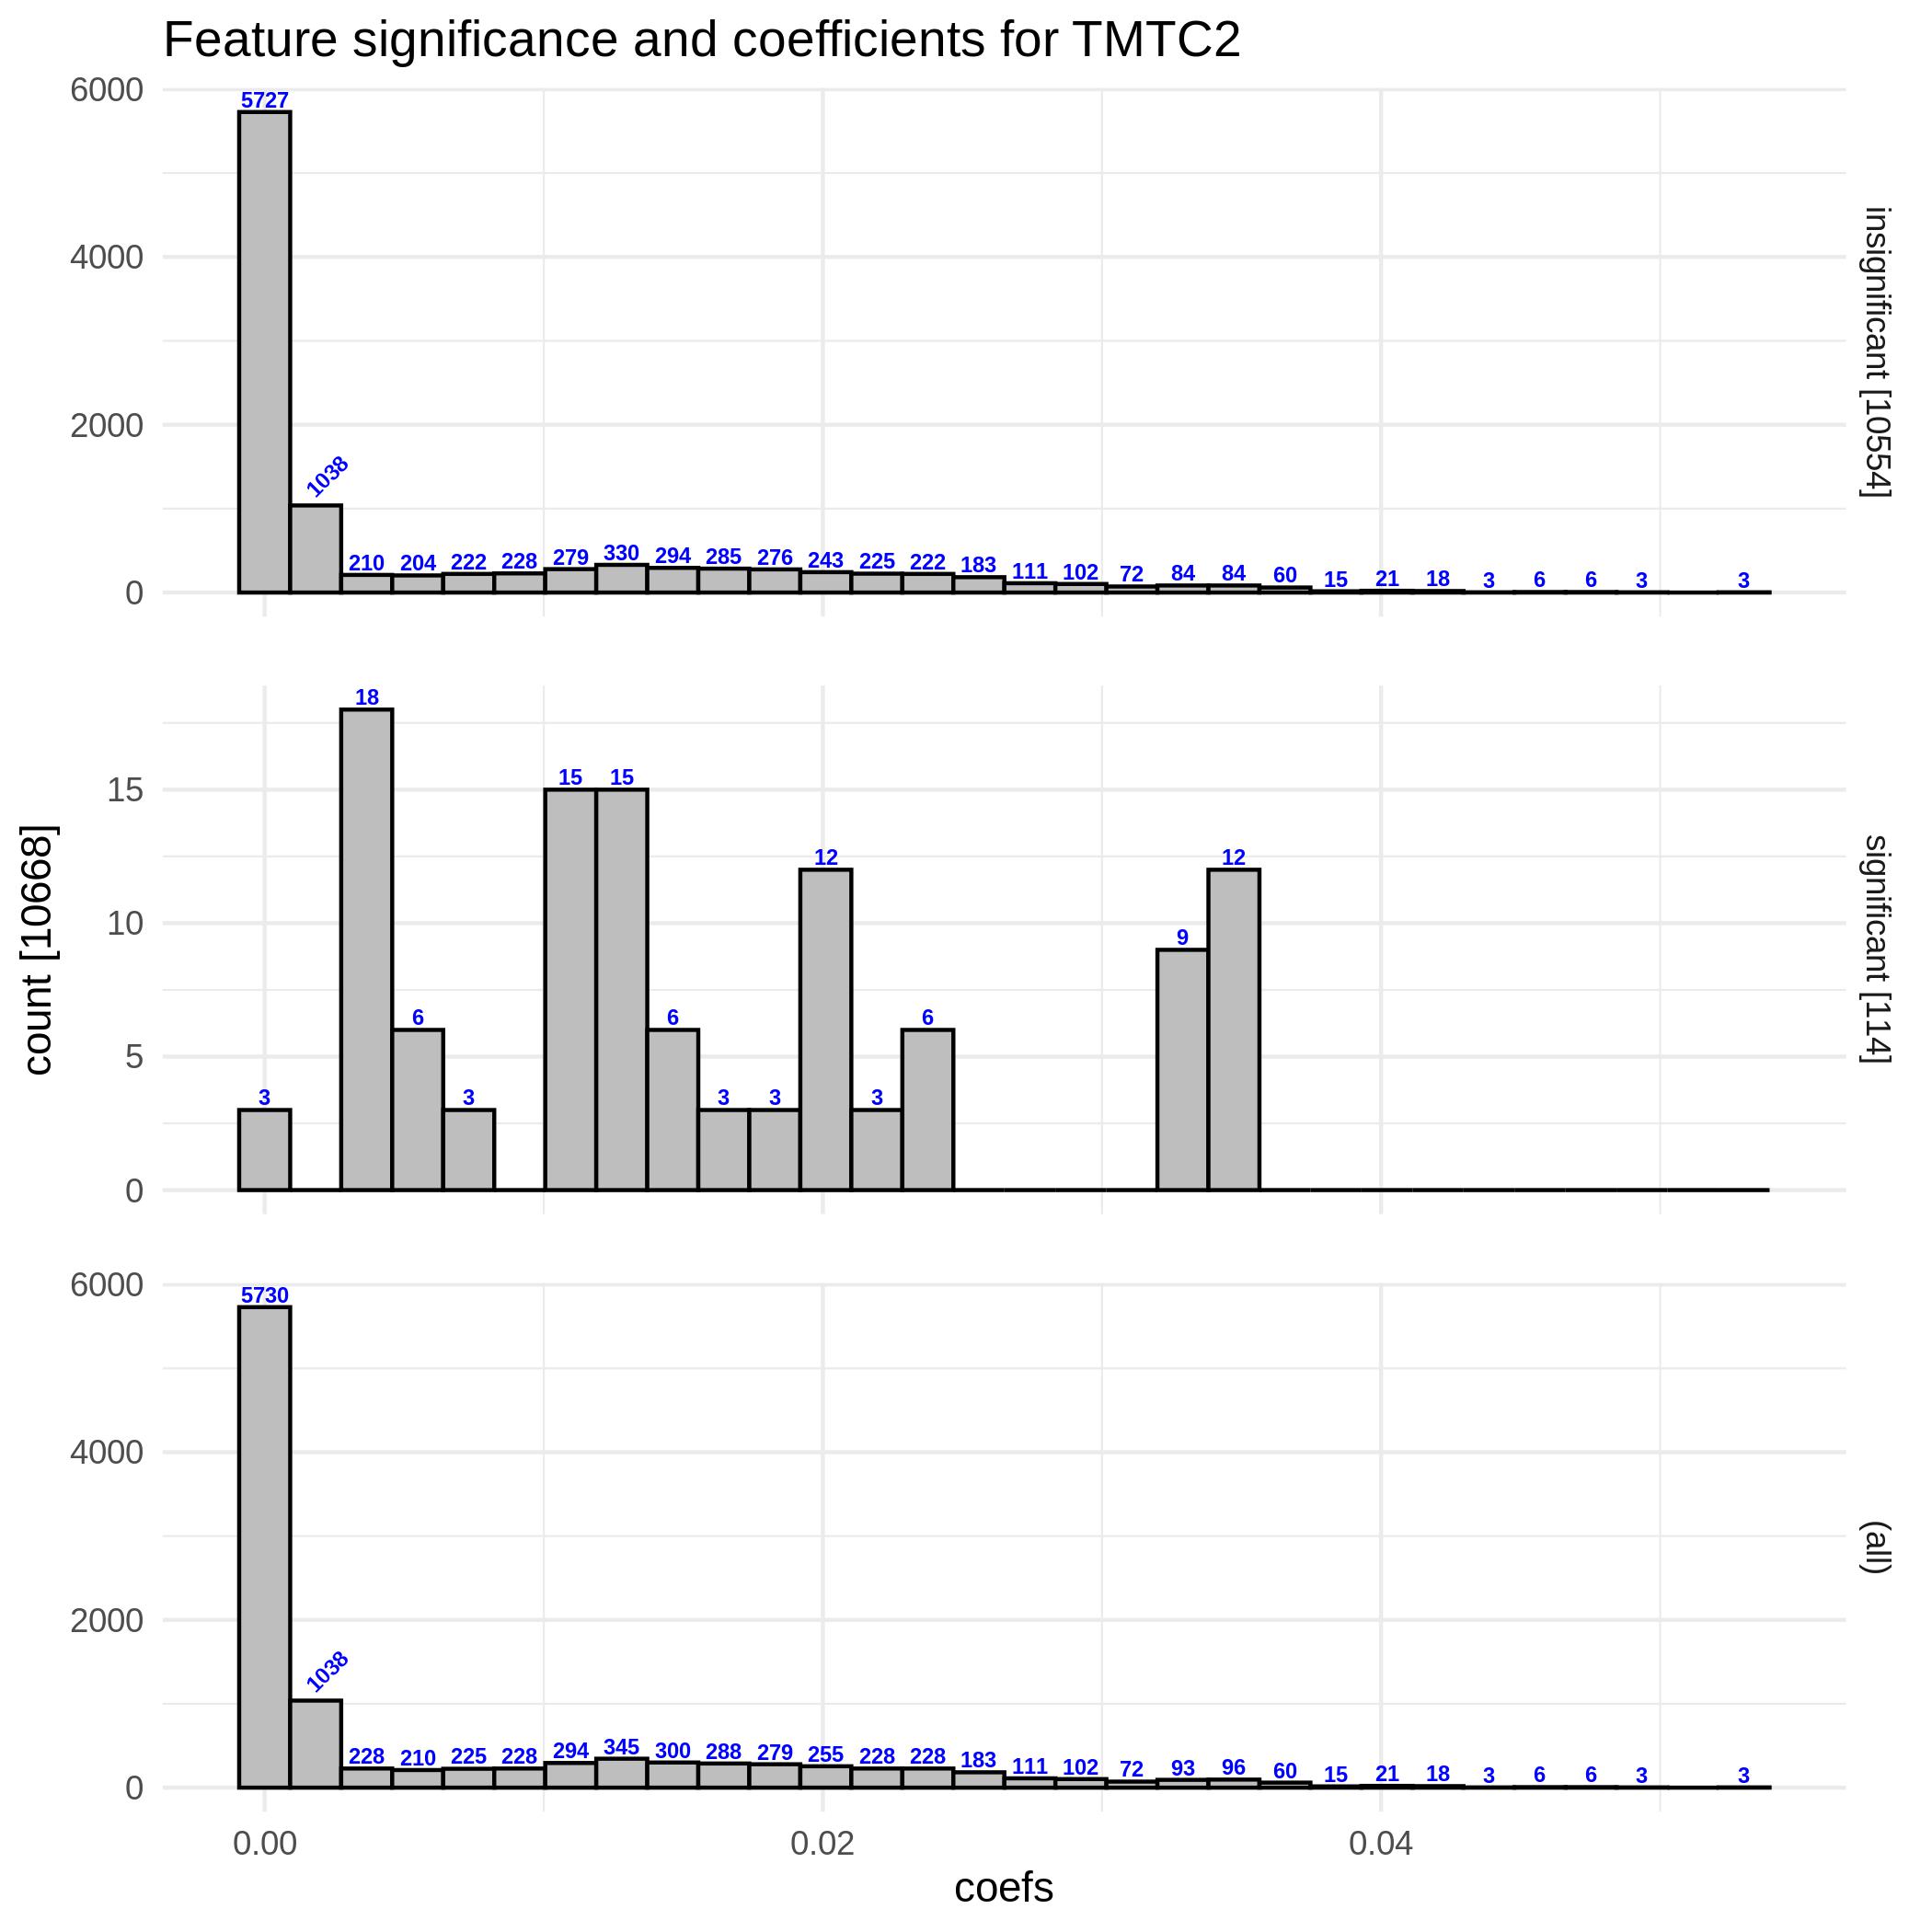 Feature significance and coefficients for TMTC2
6000
5727
4000
2000
1038
210 204 222 228 279 330 294 285 276 243 225 222 183 111 102 72 84 84 60 15 21 18 3 6 6 3 3
0
insignificant [10554]
count [10668]
18
15
15 15
12 12
10
9
6 6 6
5
3 3 3 3 3
0
significant [114]
6000
5730
4000
2000
1038
228 210 225 228 294 345 300 288 279 255 228 228 183 111 102 72 93 96 60 15 21 18 3 6 6 3 3
0
(all)
0.00 0.02 0.04
coefs